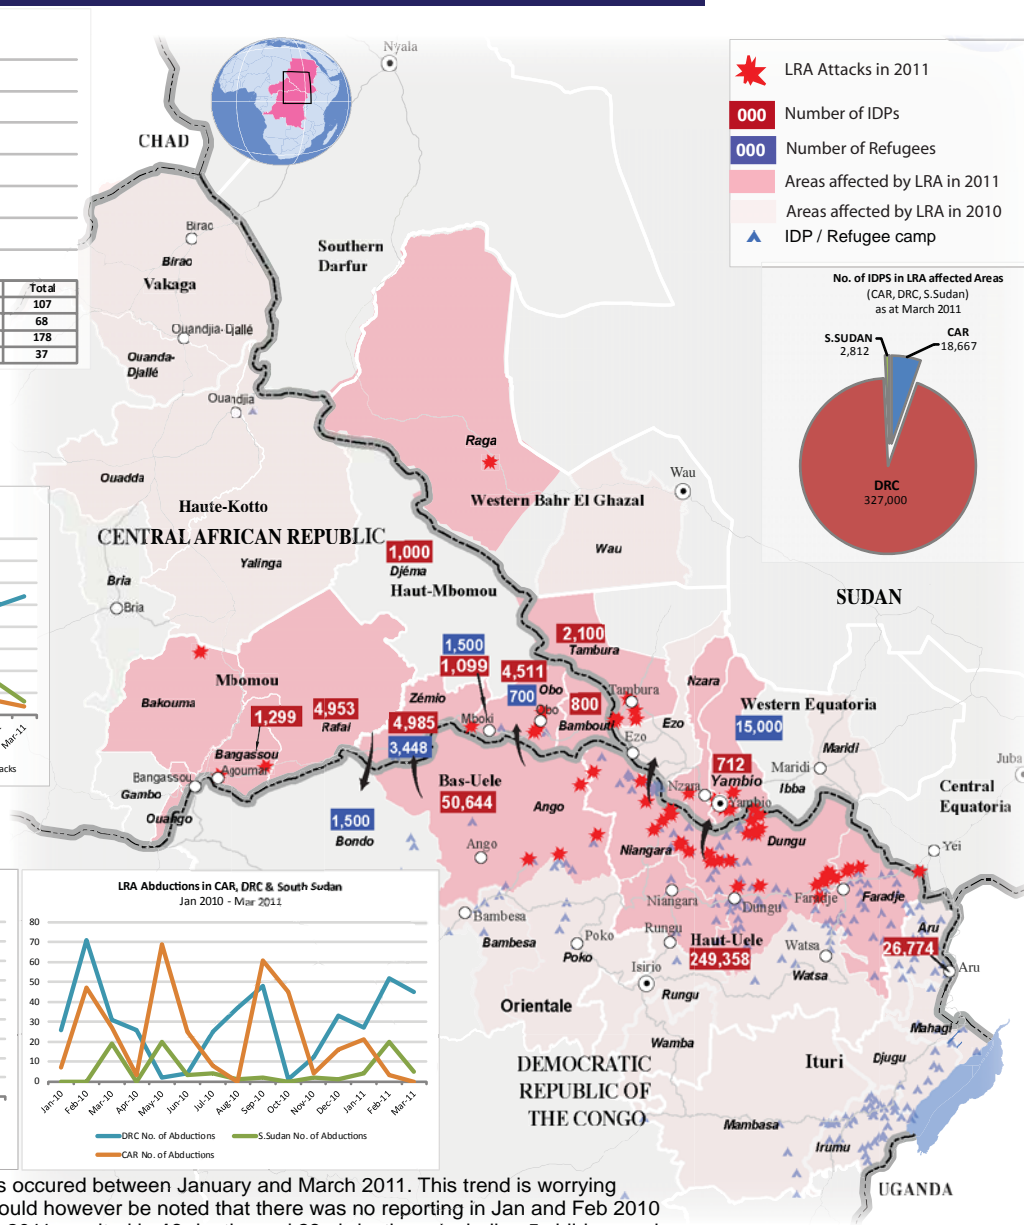 LRA Attacks in 2011
000 Number of IDPs
000 Number of Refugees
Areas affected by LRA in 2011
Areas affected by LRA in 2010
IDP / Refugee camp
No. of IDPS in LRA affected Areas
(CAR, DRC, S.Sudan)
as at March 2011
S.SUDAN
2,812
CAR
18,667
DRC
327,000
Total
107
68
178
37
Mar-11
Nyala
CHAD
Birac
Birao
Vakaga
Southern
Darfur
Ouandjia-Djallé
Ouanda-
Djallé
Ouandjia
Raga
Ouadda
Wau
Haute-Kotto
Western Bahr El Ghazal
CENTRAL AFRICAN REPUBLIC
Yalinga
Wau
1,000
Djéma
Bria
Bria
Haut-Mbomou
SUDAN
2,100
Tambura
1,500
1,099
4,511
700
Obo
Obo
800
Bambouti
Mbomou
Bakouma
4,953
Rafai
1,299
Zémio
4,985
3,448
Mboki
Tambura
Nzara
Ezo
Ezo
Western Equatoria
15,000
Maridi
Maridi
Ibba
Juba
Central
Equatoria
712
Yambio
Nzara
Yambio
Bangassou
Agoumar
Bangassou
Gambo
Ouango
Bas-Uele
50,644
Ango
Ango
1,500
Bondo
Niangara
Dungu
Yei
Niangara
Dungu
Faradje
Faradje
Bambesa
Bambesa
Poko
Poko
Rungu
Haut-Uele
249,358
Watsa
Watsa
Aru
26,774
Aru
Isirio
Rungu
Orientale
Wamba
Mahagi
Djugu
Ituri
DEMOCRATIC
REPUBLIC OF
THE CONGO
Mambasa
Irumu
UGANDA
LRA Abductions in CAR, DRC & South Sudan
Jan 2010 - Mar 2011
80
70
60
50
40
30
20
10
0
Jan-10 Feb-10 Mar-10 Apr-10 May-10 Jun-10 Jul-10 Aug-10 Sep-10 Oct-10 Nov-10 Dec-10 Jan-11 Feb-11 Mar-11
DRC No. of Abductions S.Sudan No. of Abductions
CAR No. of Abductions
s occured between January and March 2011. This trend is worrying
ould however be noted that there was no reporting in Jan and Feb 2010